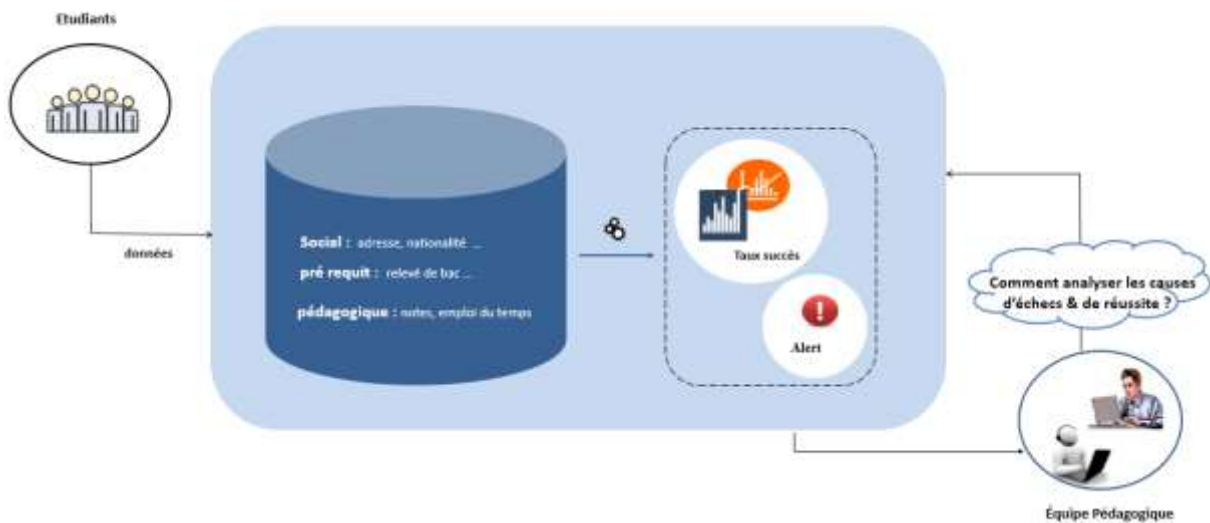 Etudiants
données
Social : adresse, nationalité ...
pré requit : relevé de bac ...
pédagogique : notes, emploi du temps
Taux succès
Alert
Comment analyser les causes
d'échecs & de réussite ?
Équipe Pédagogique